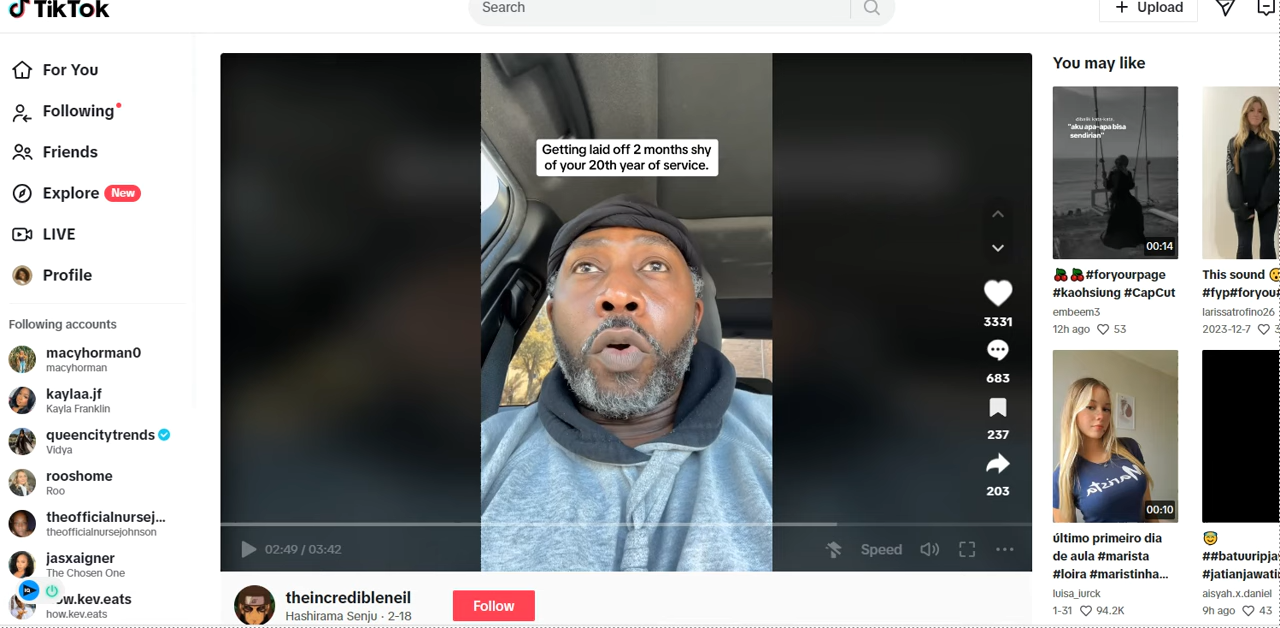 TikTok
Search
Upload
For You
Following
Friends
Explore New
LIVE
Profile
Following accounts
macyhorman0
macyhorman
kaylaa.jf
Kayla Franklin
queencitytrends
Vidya
rooshome
Roo
theofficialnursej...
theofficialnursejohnson
jasxaigner
The Chosen One
w.kev.eats
how.kev.eats
Getting laid off 2 months shy
of your 20th year of service.
3331
683
237
203
02:49 / 03:42
Speed
theincredibleneil
Hashirama Senju · 2-18
Follow
You may like
"aku apa-apa bisa
sendirian"
00:14
🍒🍒#foryourpage
#kaohsiung #CapCut
embeem3
12h ago 53
This sound
#fyp#foryou
larissatrofino26
2023-12-7 3
Marista
00:10
último primeiro dia
de aula #marista
#loira #maristinha...
luisa_jurck
1-31 94.2K
😇
##batuuripja
#jatianjawati
aisyah.x.daniel
9h ago 43